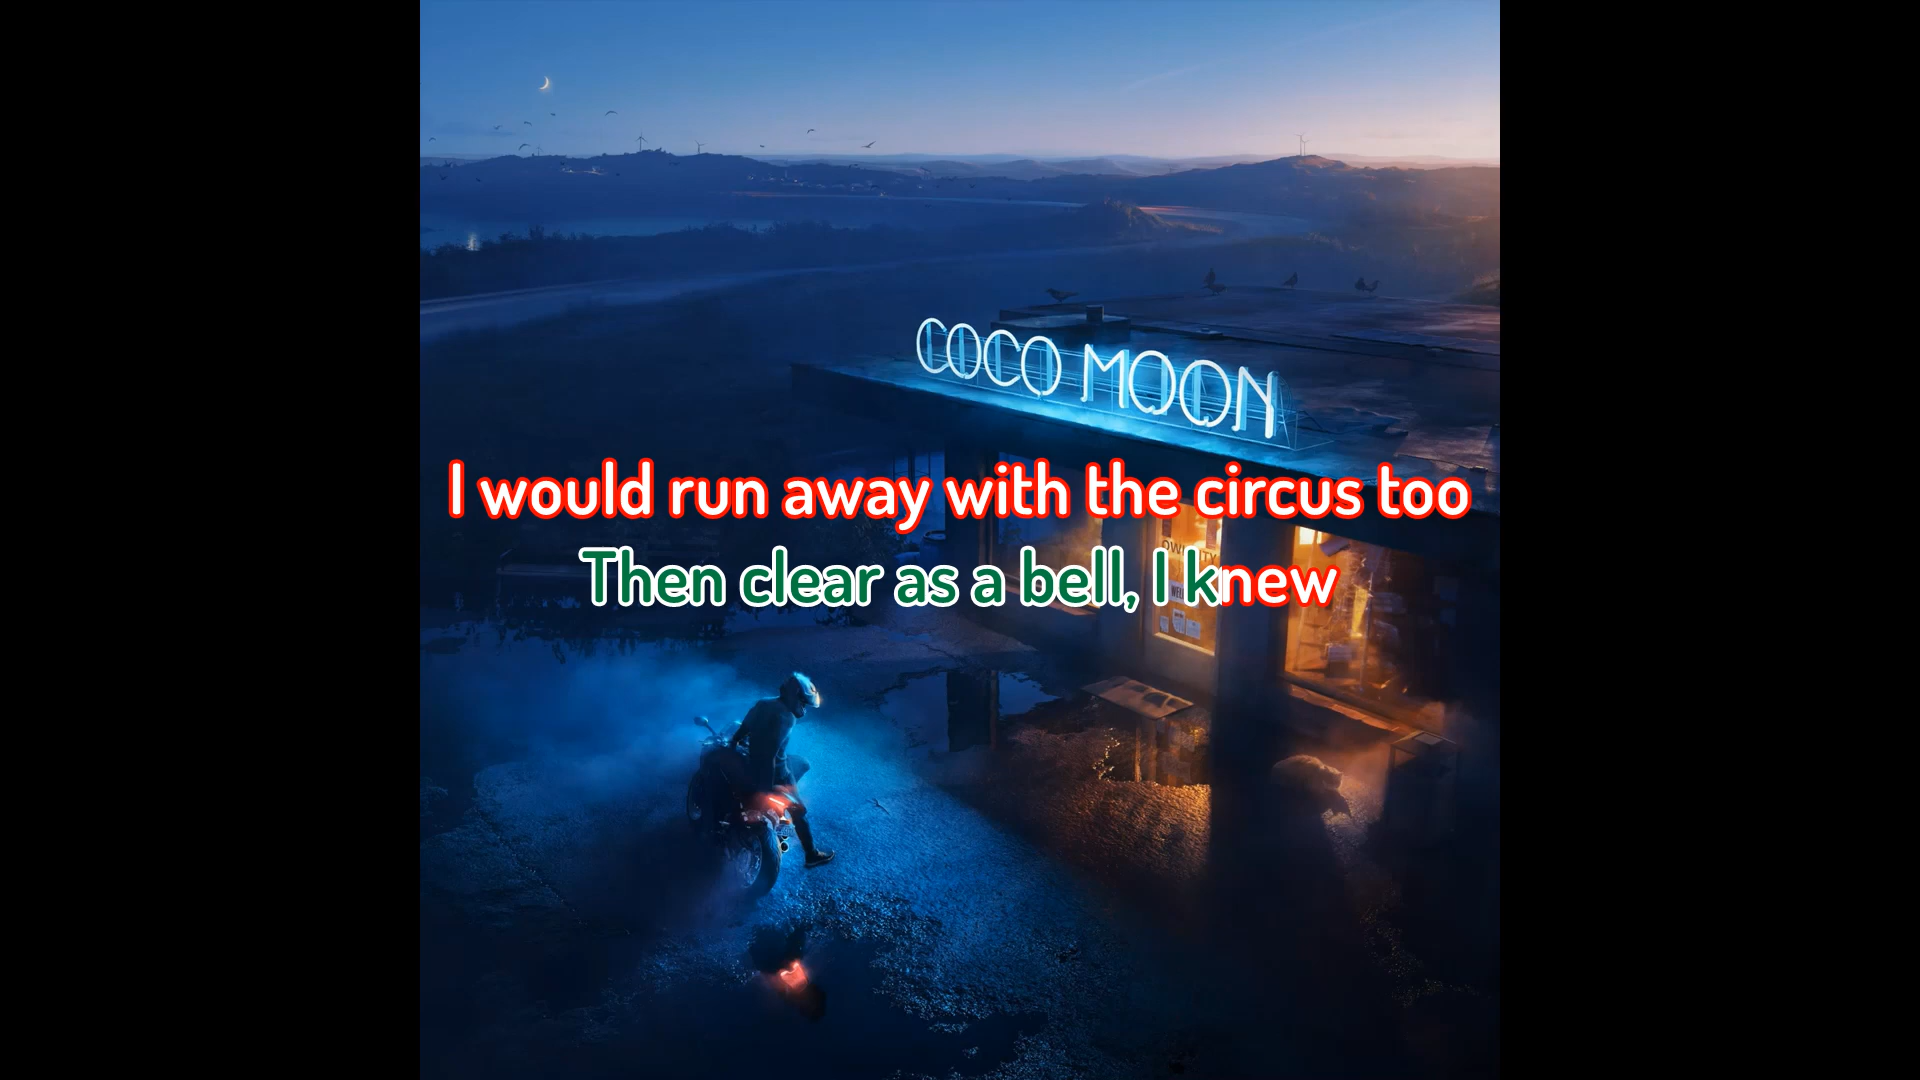 COCO MOON
I would run away with the circus too
Then clear as a bell, I knew